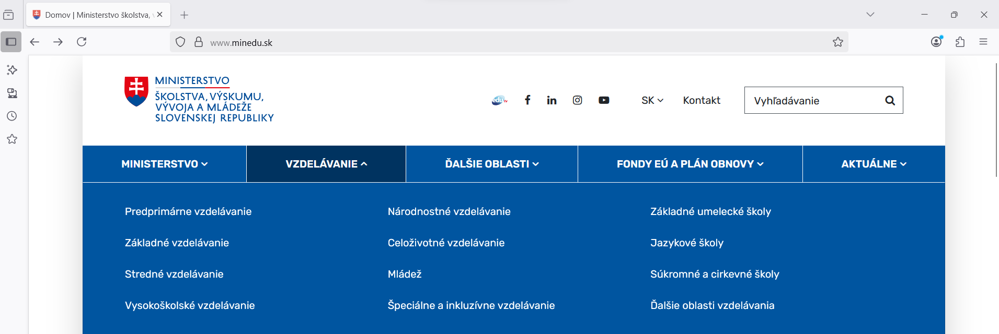 Domov | Ministerstvo školstva,
www.minedu.sk
MINISTERSTVO
ŠKOLSTVA, VÝSKUMU,
VÝVOJA A MLÁDEŽE
SLOVENSKEJ REPUBLIKY
edu tv
SK
Kontakt
Vyhľadávanie
MINISTERSTVO
VZDELÁVANIE
ĎALŠIE OBLASTI
FONDY EÚ A PLÁN OBNOVY
AKTUÁLNE
Predprimárne vzdelávanie
Základné vzdelávanie
Stredné vzdelávanie
Vysokoškolské vzdelávanie
Národnostné vzdelávanie
Celoživotné vzdelávanie
Mládež
Špeciálne a inkluzívne vzdelávanie
Základné umelecké školy
Jazykové školy
Súkromné a cirkevné školy
Ďalšie oblasti vzdelávania